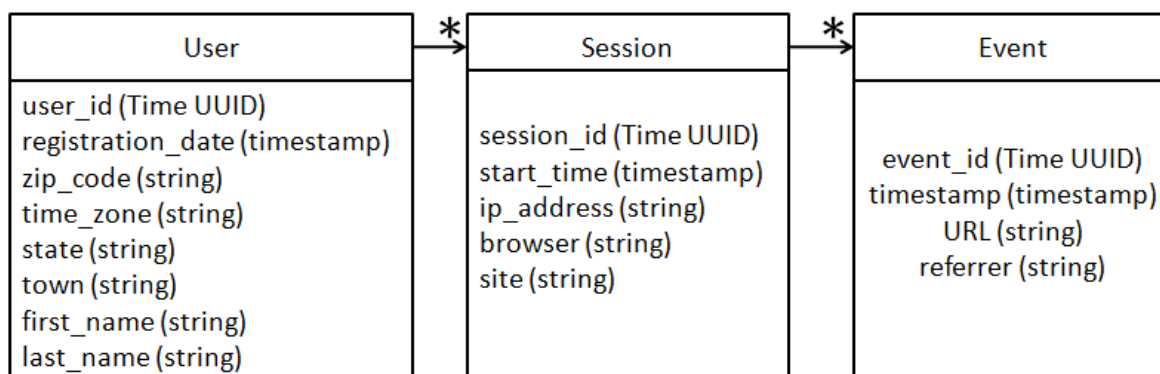 User
user_id (Time UUID)
registration_date (timestamp)
zip_code (string)
time_zone (string)
state (string)
town (string)
first_name (string)
last_name (string)
*
Session
session_id (Time UUID)
start_time (timestamp)
ip_address (string)
browser (string)
site (string)
*
Event
event_id (Time UUID)
timestamp (timestamp)
URL (string)
referrer (string)